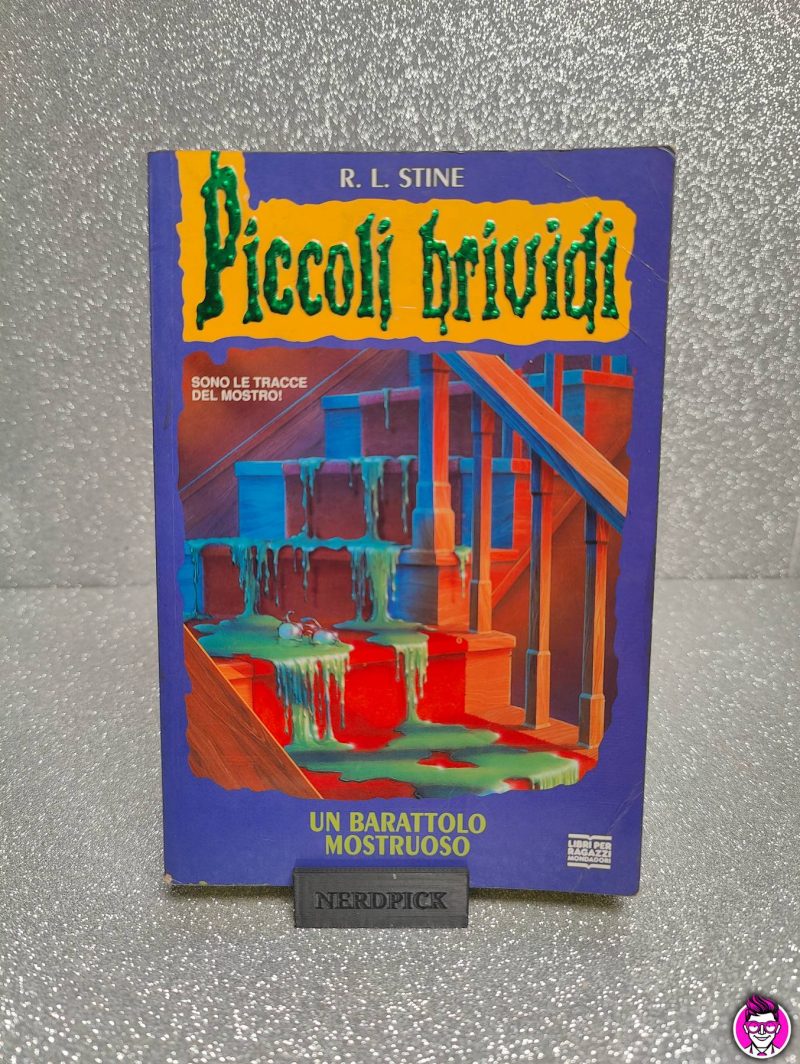 R. L. STINE
Piccoli brividi
SONO LE TRACCE
DEL MOSTRO!
UN BARATTOLO
MOSTRUOSO
LIBRI PER
RAGAZZI
MONDADORI
NERDPICK